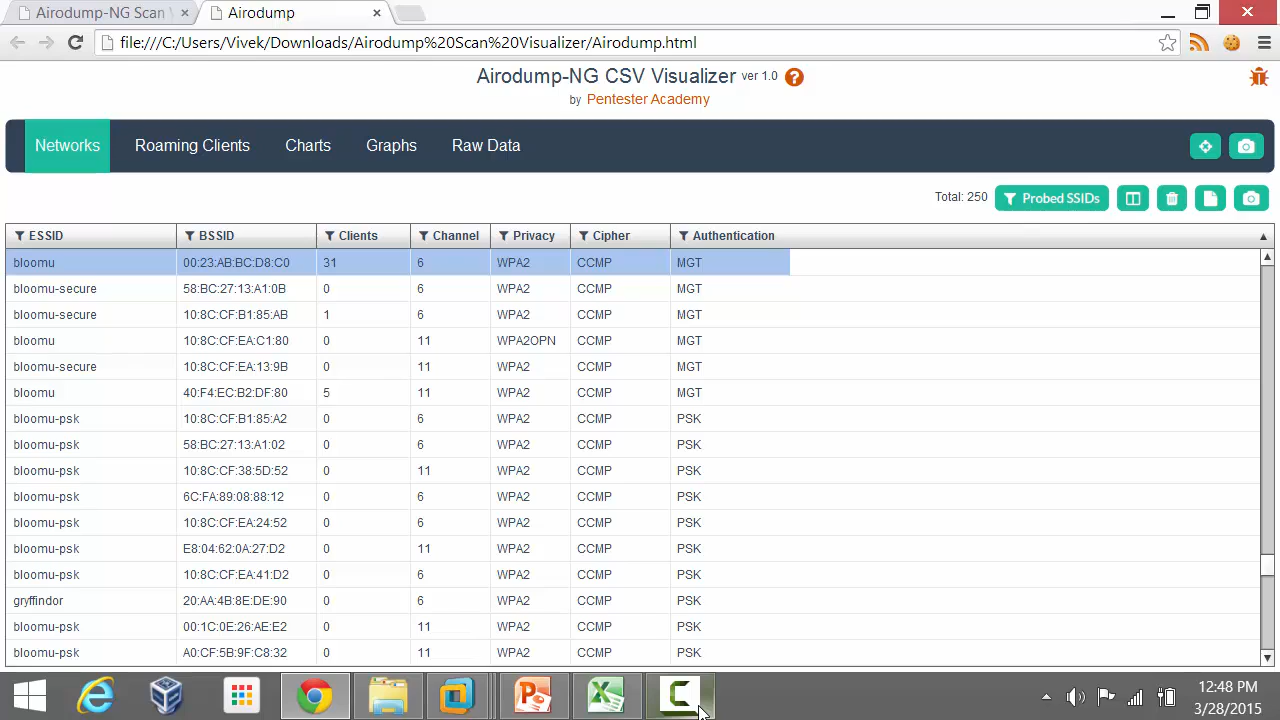 Airodump-NG Scan V
Airodump
file:///C:/Users/Vivek/Downloads/Airodump%20Scan%20Visualizer/Airodump.html
Airodump-NG CSV Visualizer ver 1.0 ?
by Pentester Academy
Networks Roaming Clients Charts Graphs Raw Data
Total: 250 Probed SSIDs
ESSID BSSID Clients Channel Privacy Cipher Authentication
bloomu 00:23:AB:BC:D8:C0 31 6 WPA2 CCMP MGT
bloomu-secure 58:BC:27:13:A1:0B 0 6 WPA2 CCMP MGT
bloomu-secure 10:8C:CF:B1:85:AB 1 6 WPA2 CCMP MGT
bloomu 10:8C:CF:EA:C1:80 0 11 WPA2OPN CCMP MGT
bloomu-secure 10:8C:CF:EA:13:9B 0 11 WPA2 CCMP MGT
bloomu 40:F4:EC:B2:DF:80 5 11 WPA2 CCMP MGT
bloomu-psk 10:8C:CF:B1:85:A2 0 6 WPA2 CCMP PSK
bloomu-psk 58:BC:27:13:A1:02 0 6 WPA2 CCMP PSK
bloomu-psk 10:8C:CF:38:5D:52 0 11 WPA2 CCMP PSK
bloomu-psk 6C:FA:89:08:88:12 0 6 WPA2 CCMP PSK
bloomu-psk 10:8C:CF:EA:24:52 0 6 WPA2 CCMP PSK
bloomu-psk E8:04:62:0A:27:D2 0 11 WPA2 CCMP PSK
bloomu-psk 10:8C:CF:EA:41:D2 0 6 WPA2 CCMP PSK
gryffindor 20:AA:4B:8E:DE:90 0 6 WPA2 CCMP PSK
bloomu-psk 00:1C:0E:26:AE:E2 0 11 WPA2 CCMP PSK
bloomu-psk A0:CF:5B:9F:C8:32 0 11 WPA2 CCMP PSK
12:48 PM
3/28/2015